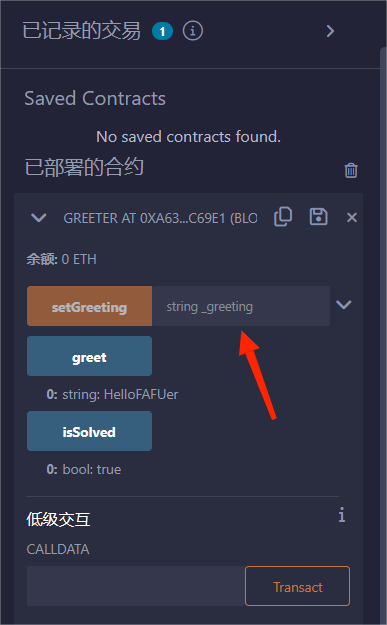 已记录的交易 1 i
Saved Contracts
No saved contracts found.
已部署的合约
GREETER AT 0XA63...C69E1 (BLO
余额: 0 ETH
setGreeting string _greeting
greet
0: string: HelloFAFUer
isSolved
0: bool: true
低级交互 i
CALLDATA
Transact